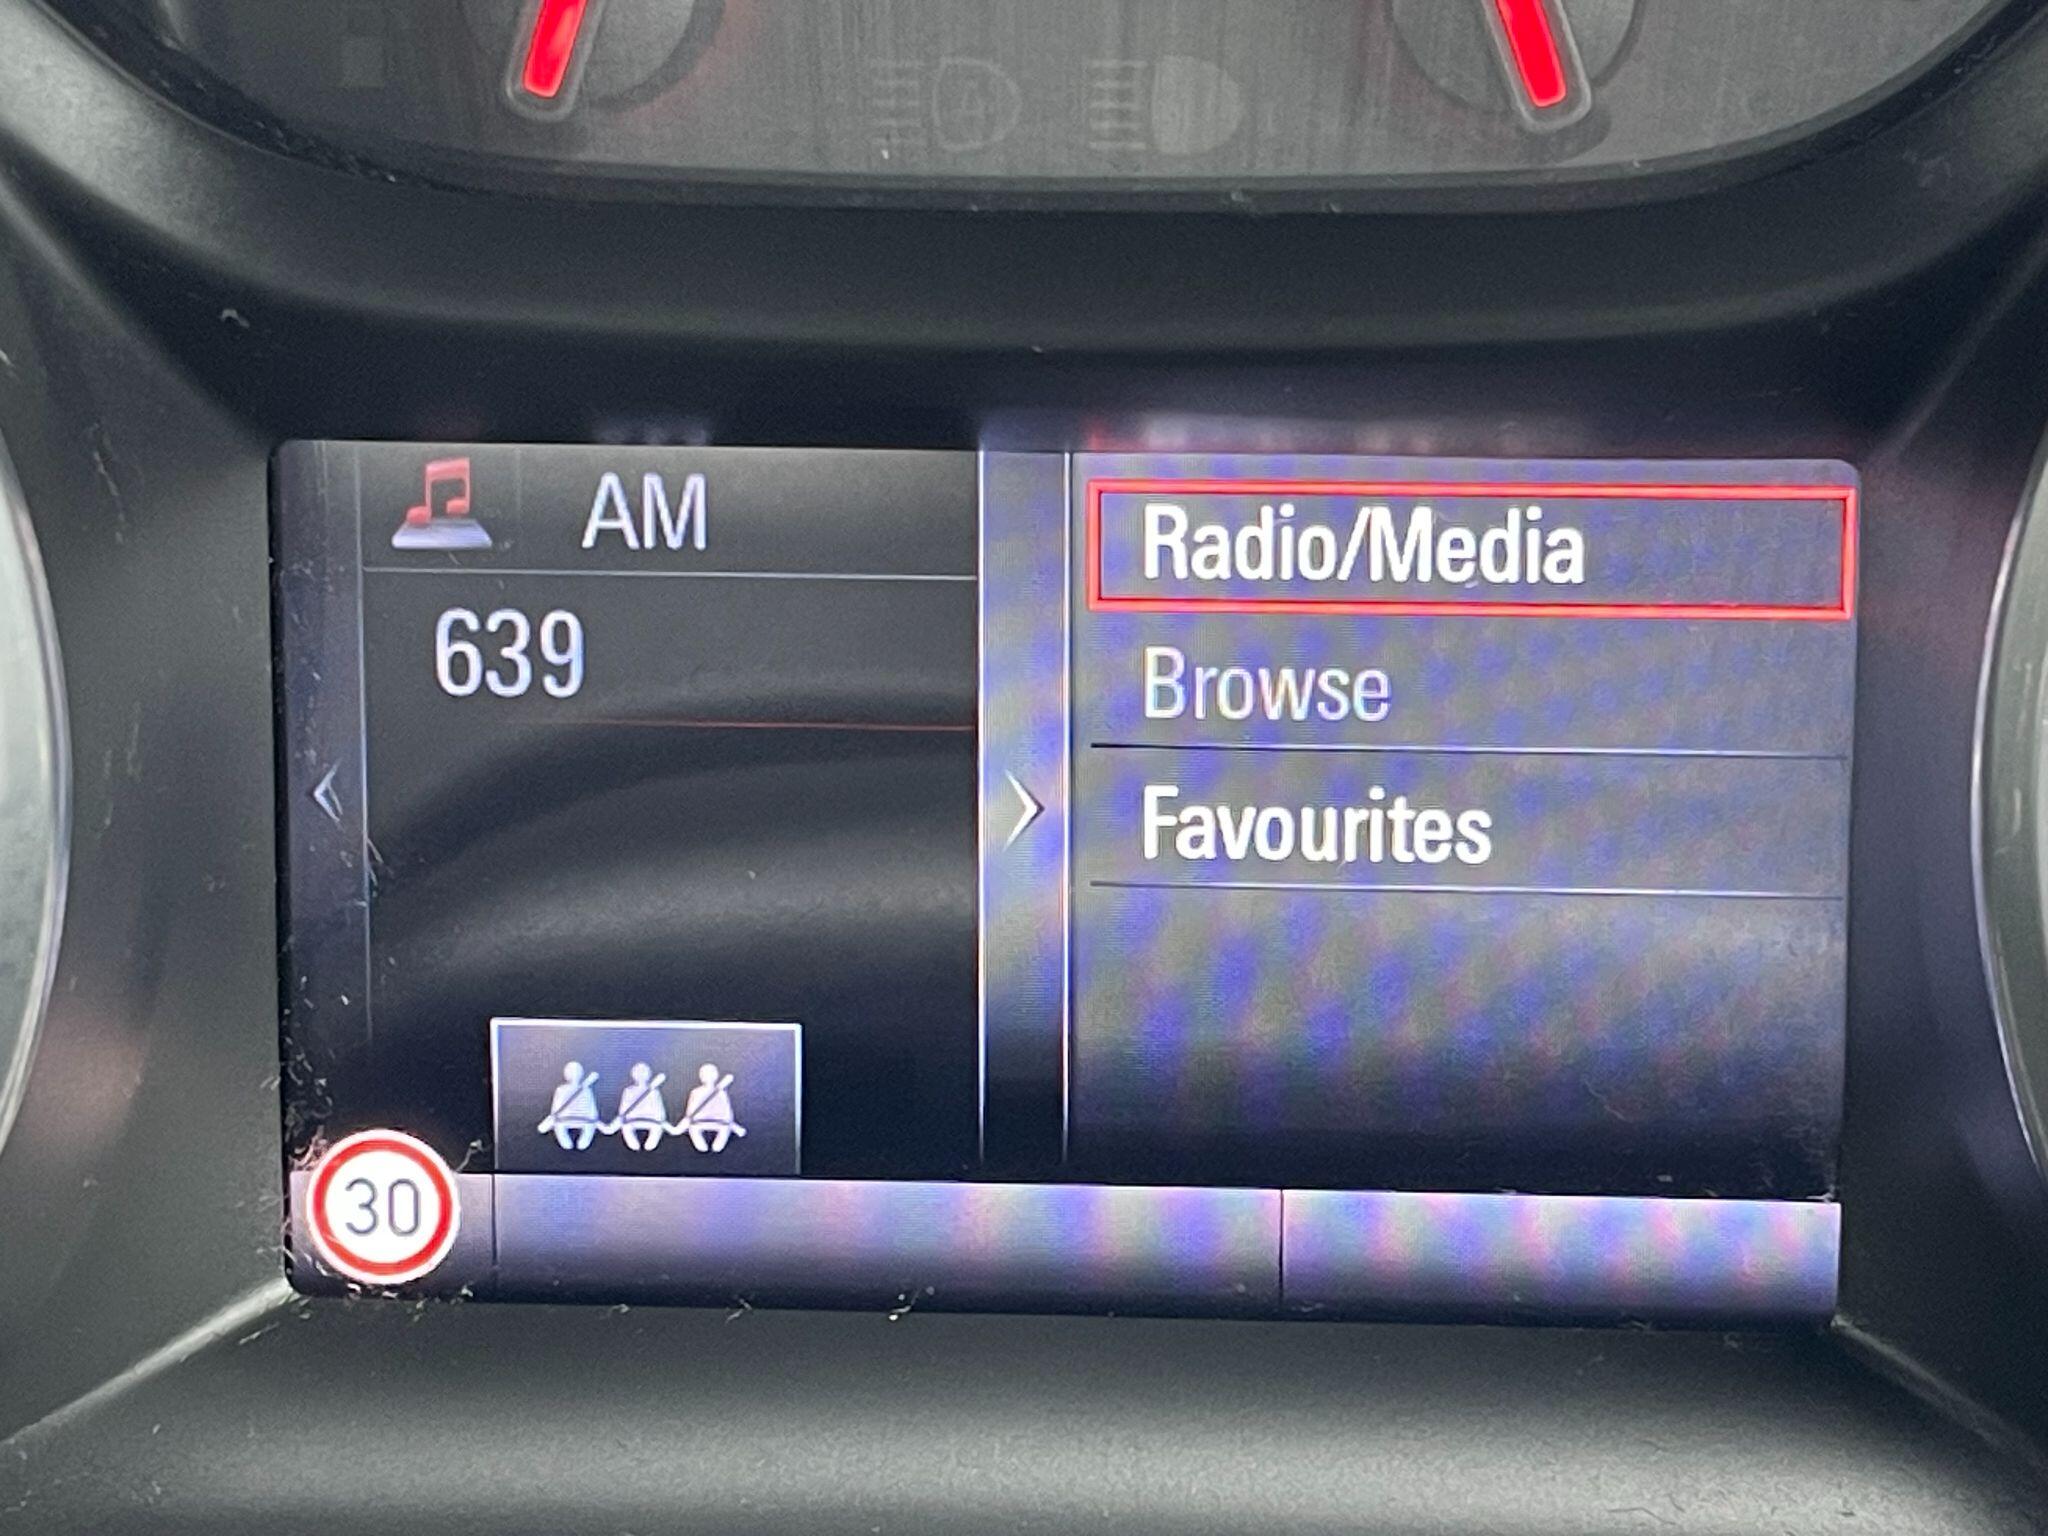 AM
639
Radio/Media
Browse
Favourites
30